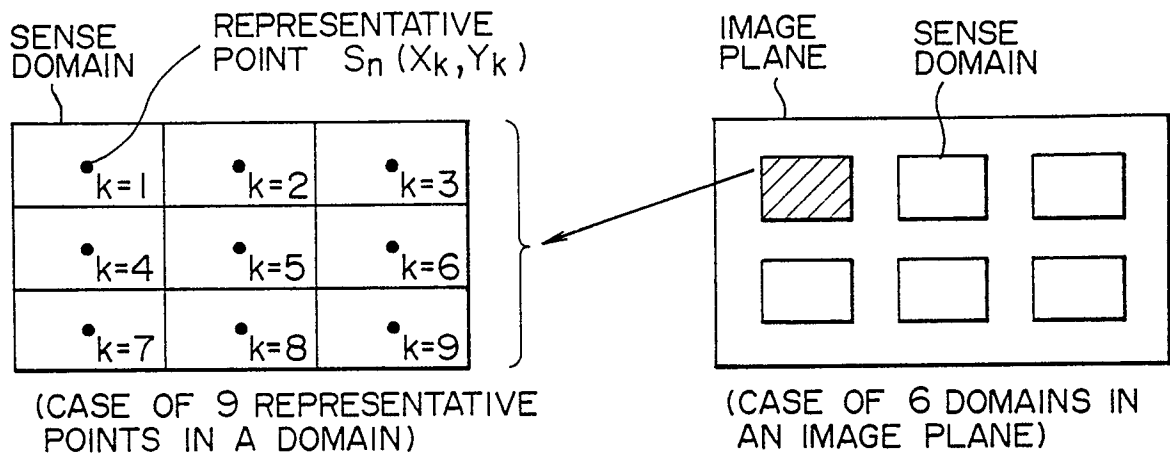 SENSE
DOMAIN
REPRESENTATIVE
POINT Sn (Xk,Yk)
k=1
k=2
k=3
k=4
k=5
k=6
k=7
k=8
k=9
(CASE OF 9 REPRESENTATIVE
POINTS IN A DOMAIN)
IMAGE
PLANE
SENSE
DOMAIN
(CASE OF 6 DOMAINS IN
AN IMAGE PLANE)